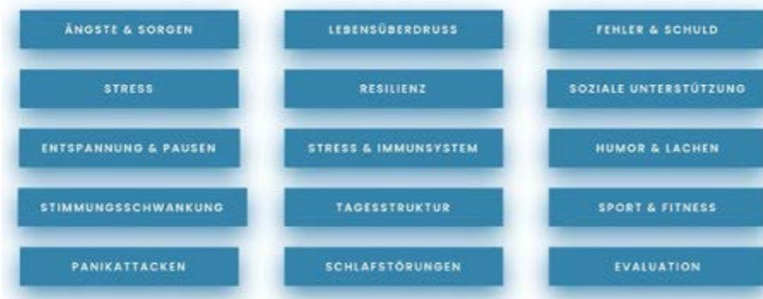 ÄNGSTE & SORGEN
LEBENSÜBERDRUSS
FEHLER & SCHULD
STRESS
RESILIENZ
SOZIALE UNTERSTÜTZUNG
ENTSPANNUNG & PAUSEN
STRESS & IMMUNSYSTEM
HUMOR & LACHEN
STIMMUNGSSCHWANKUNG
TAGESSTRUKTUR
SPORT & FITNESS
PANIKATTACKEN
SCHLAFSTÖRUNGEN
EVALUATION